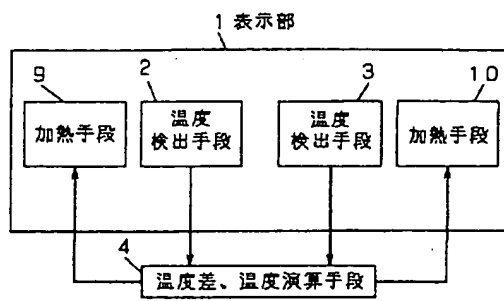 1 表示部
9
2
3
10
加熱手段
温度
検出手段
温度
検出手段
加熱手段
4
温度差、温度演算手段